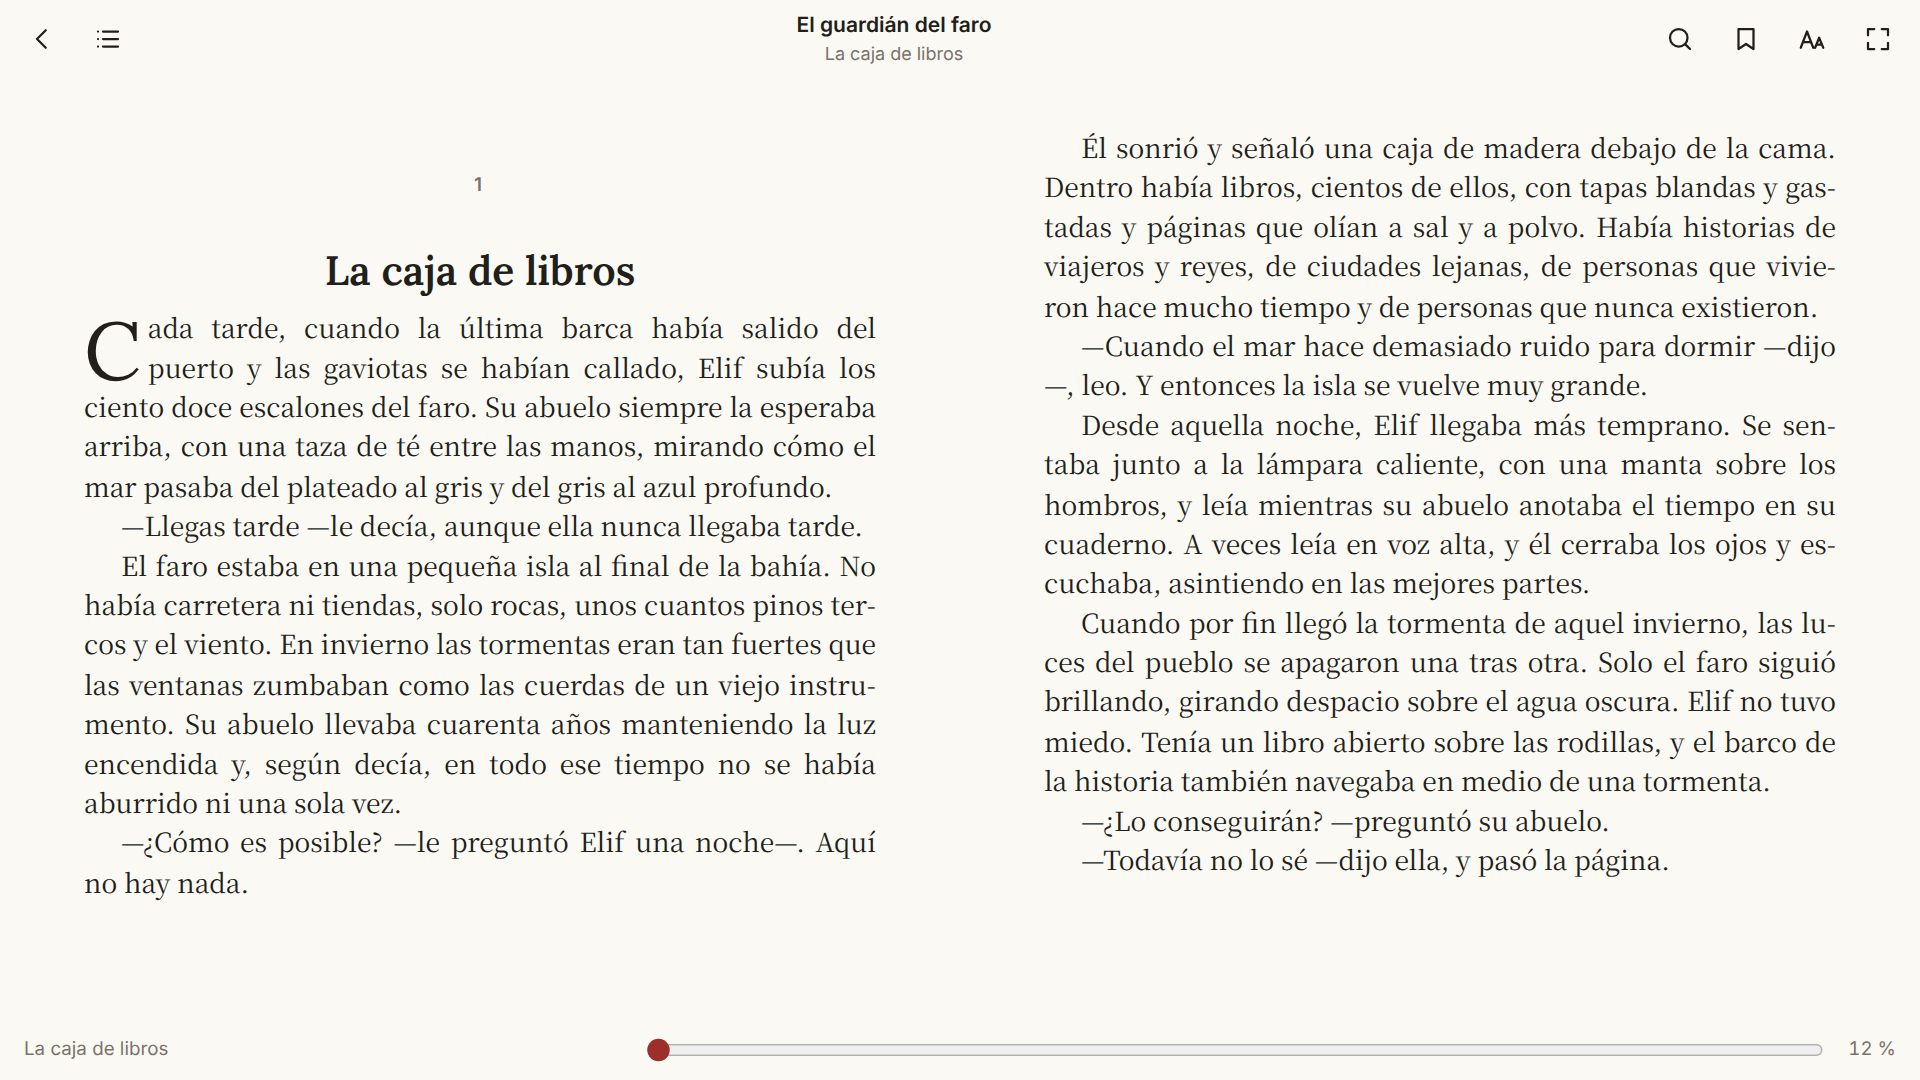 El guardián del faro
La caja de libros
1
La caja de libros
Cada tarde, cuando la última barca había salido del
puerto y las gaviotas se habían callado, Elif subía los
ciento doce escalones del faro. Su abuelo siempre la esperaba
arriba, con una taza de té entre las manos, mirando cómo el
mar pasaba del plateado al gris y del gris al azul profundo.
—Llegas tarde —le decía, aunque ella nunca llegaba tarde.
El faro estaba en una pequeña isla al final de la bahía. No
había carretera ni tiendas, solo rocas, unos cuantos pinos ter-
cos y el viento. En invierno las tormentas eran tan fuertes que
las ventanas zumbaban como las cuerdas de un viejo instru-
mento. Su abuelo llevaba cuarenta años manteniendo la luz
encendida y, según decía, en todo ese tiempo no se había
aburrido ni una sola vez.
—¿Cómo es posible? —le preguntó Elif una noche—. Aquí
no hay nada.
Él sonrió y señaló una caja de madera debajo de la cama.
Dentro había libros, cientos de ellos, con tapas blandas y gas-
tadas y páginas que olían a sal y a polvo. Había historias de
viajeros y reyes, de ciudades lejanas, de personas que vivie-
ron hace mucho tiempo y de personas que nunca existieron.
—Cuando el mar hace demasiado ruido para dormir —dijo
—, leo. Y entonces la isla se vuelve muy grande.
Desde aquella noche, Elif llegaba más temprano. Se sen-
taba junto a la lámpara caliente, con una manta sobre los
hombros, y leía mientras su abuelo anotaba el tiempo en su
cuaderno. A veces leía en voz alta, y él cerraba los ojos y es-
cuchaba, asintiendo en las mejores partes.
Cuando por fin llegó la tormenta de aquel invierno, las lu-
ces del pueblo se apagaron una tras otra. Solo el faro siguió
brillando, girando despacio sobre el agua oscura. Elif no tuvo
miedo. Tenía un libro abierto sobre las rodillas, y el barco de
la historia también navegaba en medio de una tormenta.
—¿Lo conseguirán? —preguntó su abuelo.
—Todavía no lo sé —dijo ella, y pasó la página.
La caja de libros
12 %